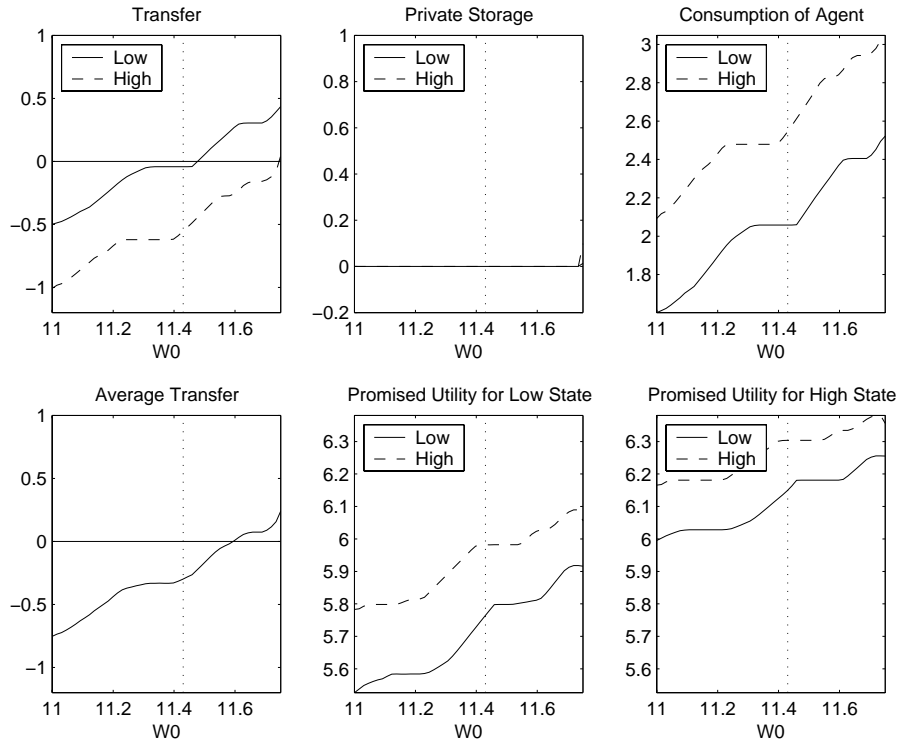 Transfer
1
0.5
0
−0.5
−1
11
11.2
11.4
11.6
W0
Low
High
Private Storage
1
0.8
0.6
0.4
0.2
0
−0.2
11
11.2
11.4
11.6
W0
Low
High
Consumption of Agent
3
2.8
2.6
2.4
2.2
2
1.8
11
11.2
11.4
11.6
W0
Low
High
Average Transfer
1
0.5
0
−0.5
−1
11
11.2
11.4
11.6
W0
Promised Utility for Low State
6.3
6.2
6.1
6
5.9
5.8
5.7
5.6
11
11.2
11.4
11.6
W0
Low
High
Promised Utility for High State
6.3
6.2
6.1
6
5.9
5.8
5.7
5.6
11
11.2
11.4
11.6
W0
Low
High